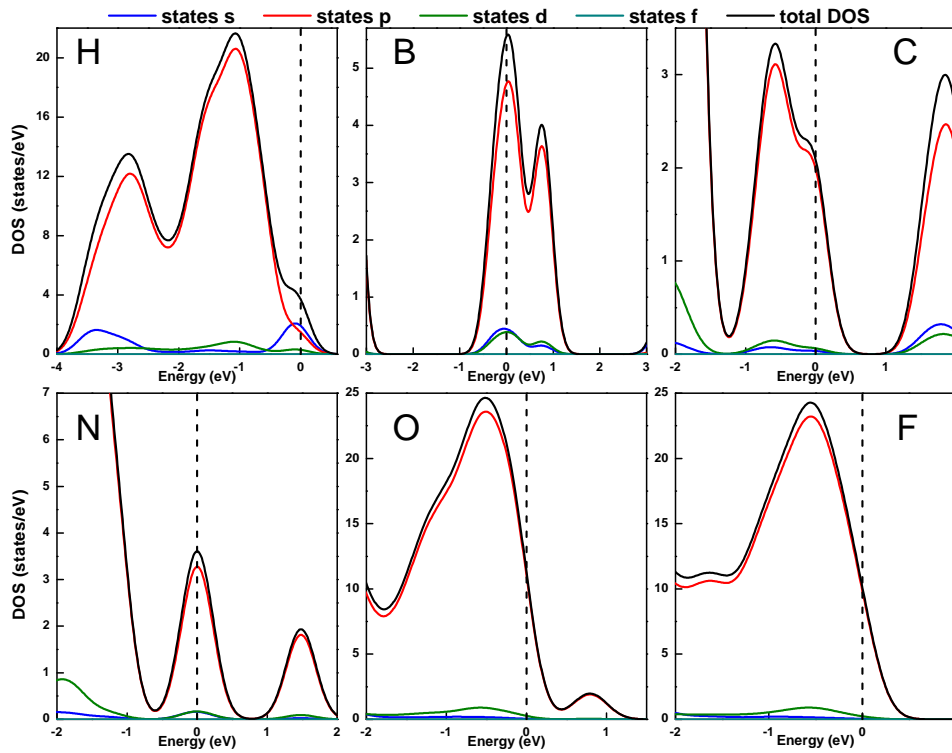 states s states p states d states f total DOS
H
B
C
DOS (states/eV)
22
20
16
12
8
4
0
-4 -3 -2 -1 0
Energy (eV)
5
4
3
2
1
0
-3 -2 -1 0 1 2 3
Energy (eV)
3
2
1
0
-2 -1 0 1
Energy (eV)
N
O
F
DOS (states/eV)
7
6
5
4
3
2
1
0
-2 -1 0 1 2
Energy (eV)
25
20
15
10
5
0
-2 -1 0 1
Energy (eV)
25
20
15
10
5
0
-2 -1 0
Energy (eV)